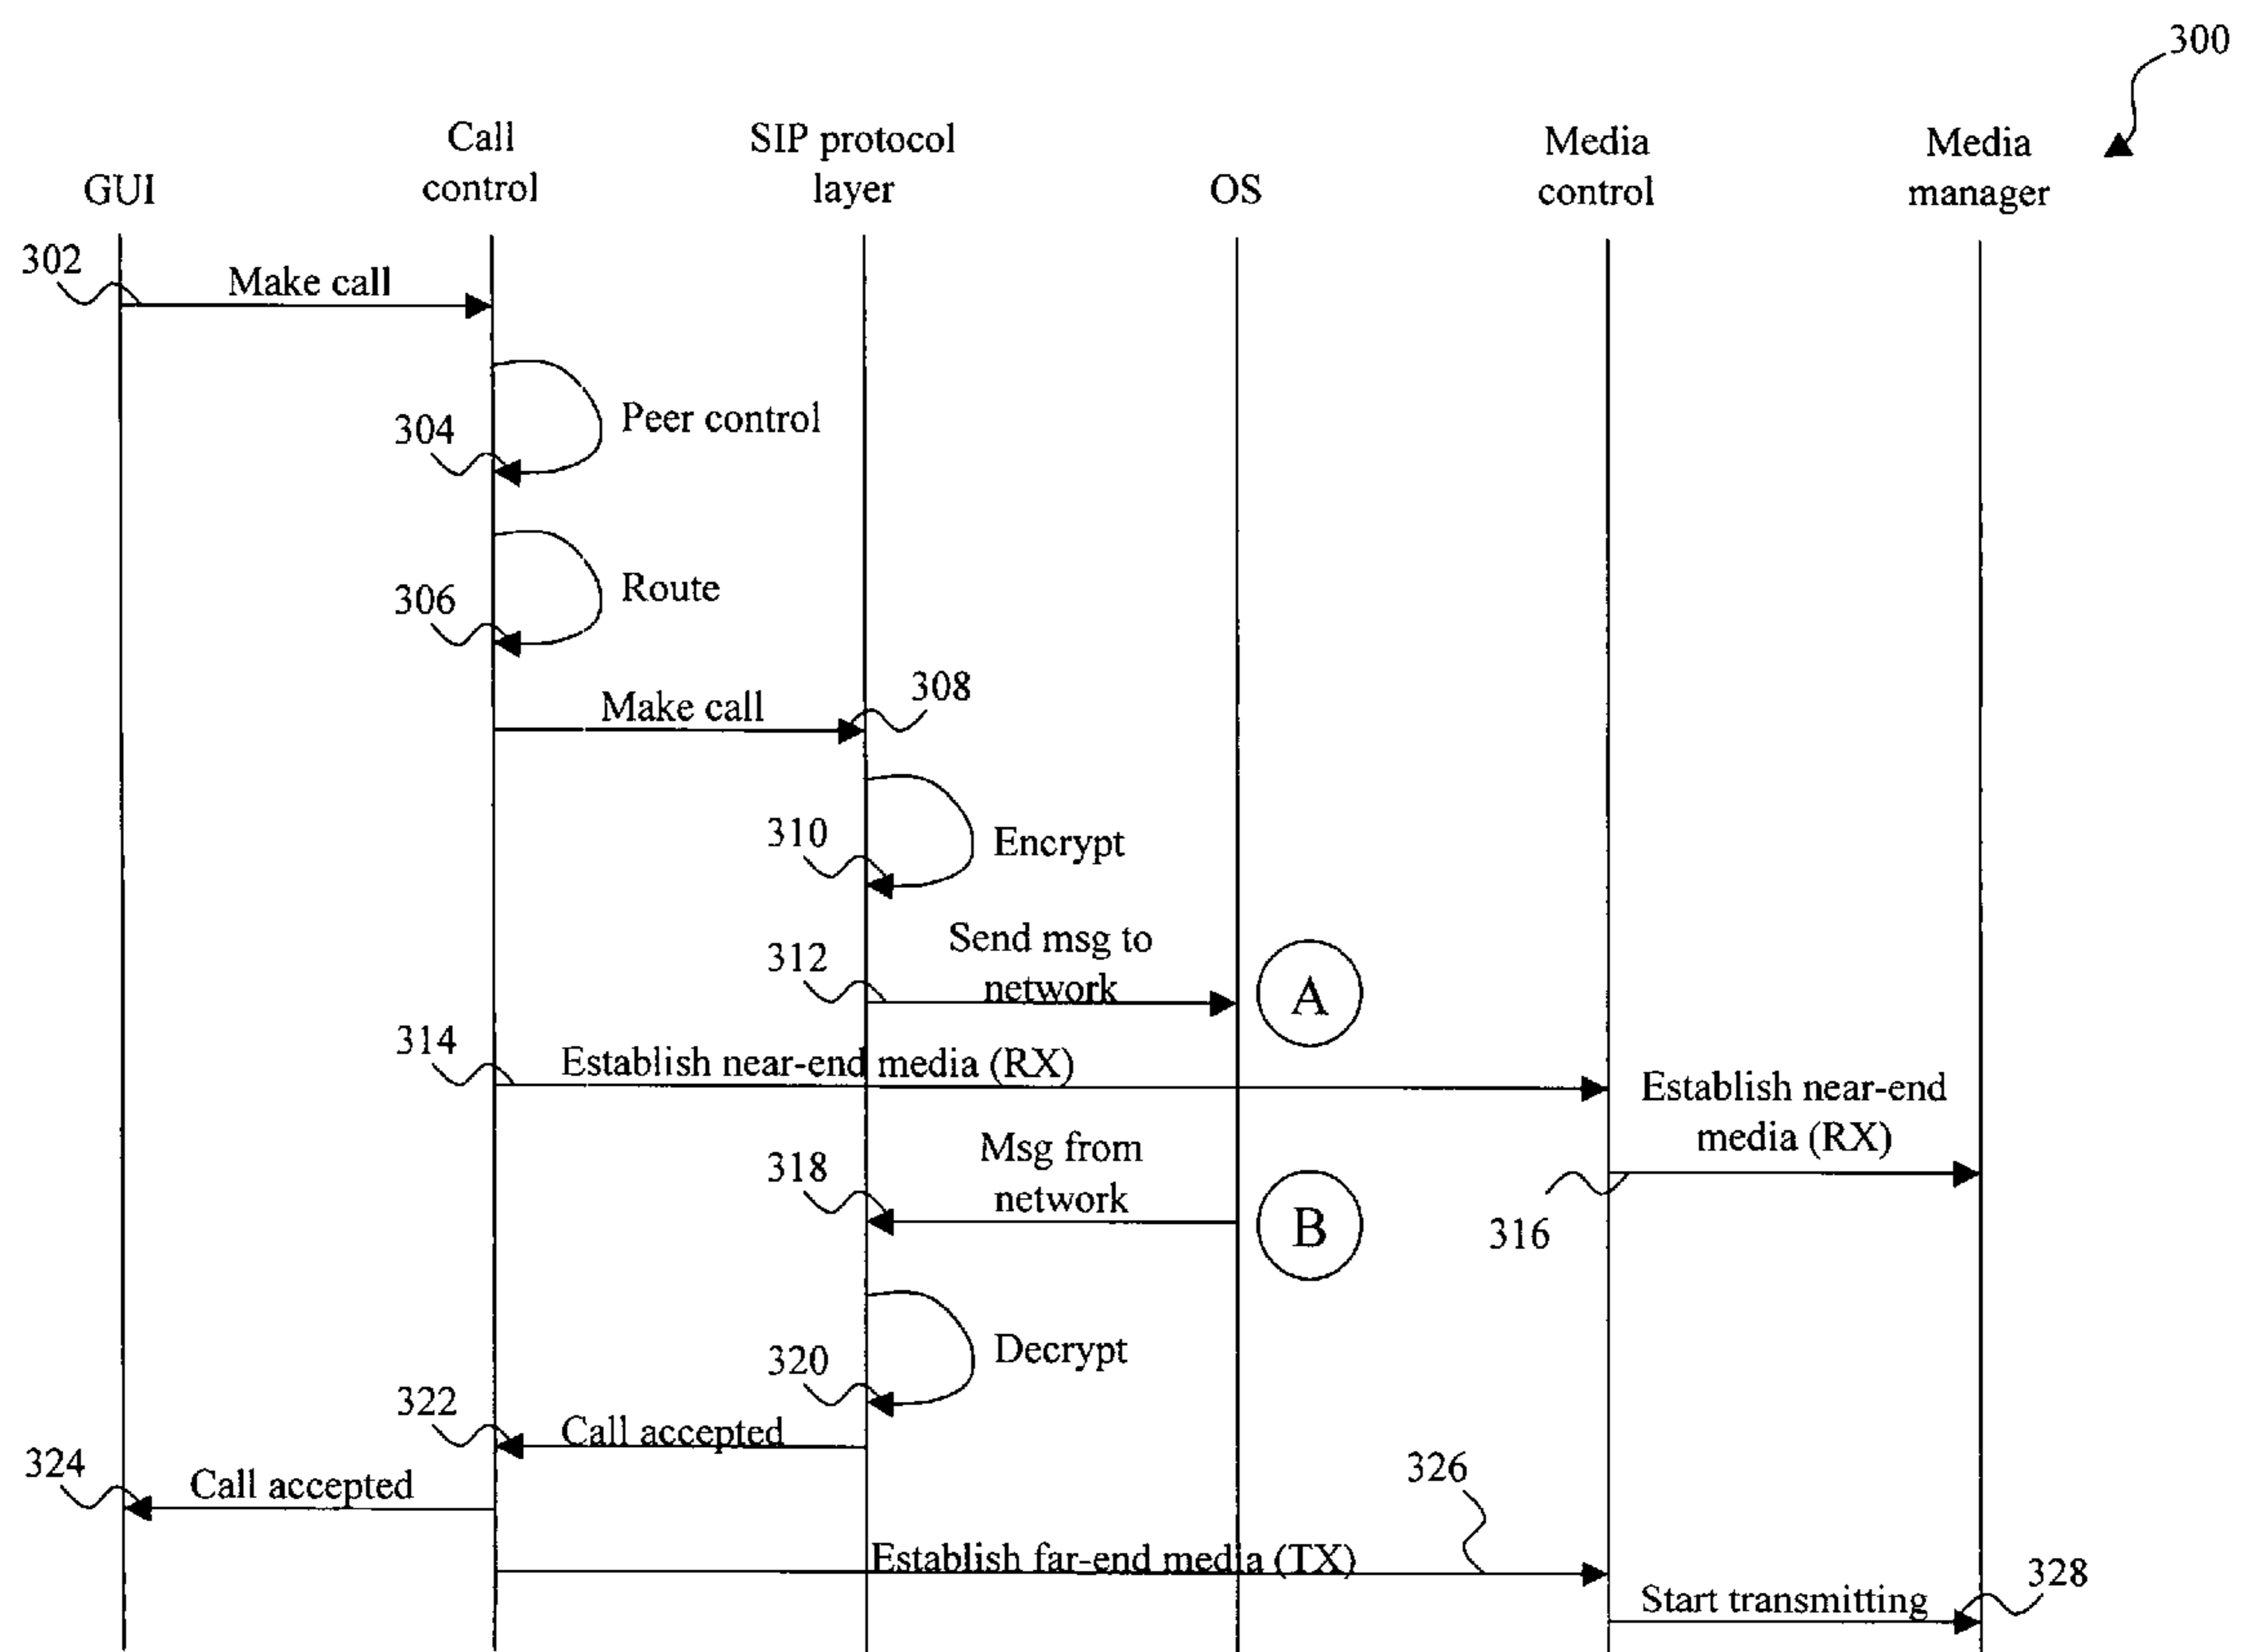 300
Call
control
SIP protocol
layer
Media
control
Media
manager
GUI
OS
302
Make call
304
Peer control
306
Route
308
Make call
310
Encrypt
312
Send msg to
network
A
314
Establish near-end media (RX)
Establish near-end
media (RX)
316
318
Msg from
network
B
320
Decrypt
322
Call accepted
324
Call accepted
326
Establish far-end media (TX)
328
Start transmitting